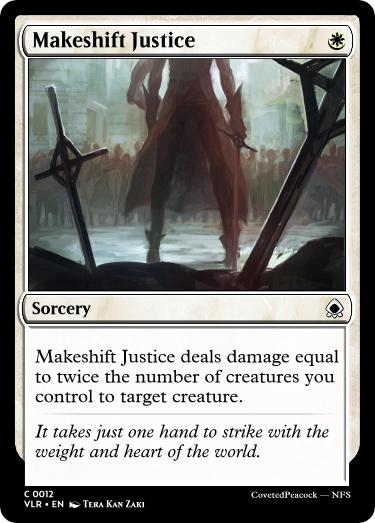 Makeshift Justice
Sorcery
Makeshift Justice deals damage equal
to twice the number of creatures you
control to target creature.
It takes just one hand to strike with the
weight and heart of the world.
C 0012
VLR • EN TERA KAN ZAKI
CovetedPeacock — NFS